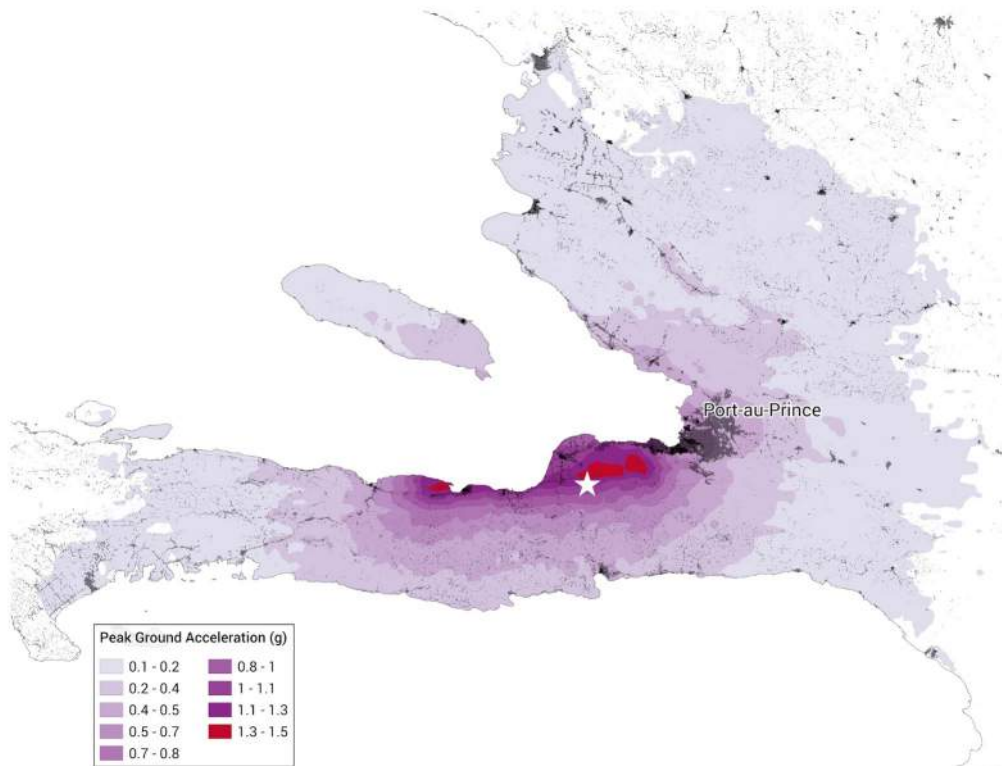 Port-au-Prince
Peak Ground Acceleration (g)
0.1 - 0.2
0.2 - 0.4
0.4 - 0.5
0.5 - 0.7
0.7 - 0.8
0.8 - 1
1 - 1.1
1.1 - 1.3
1.3 - 1.5